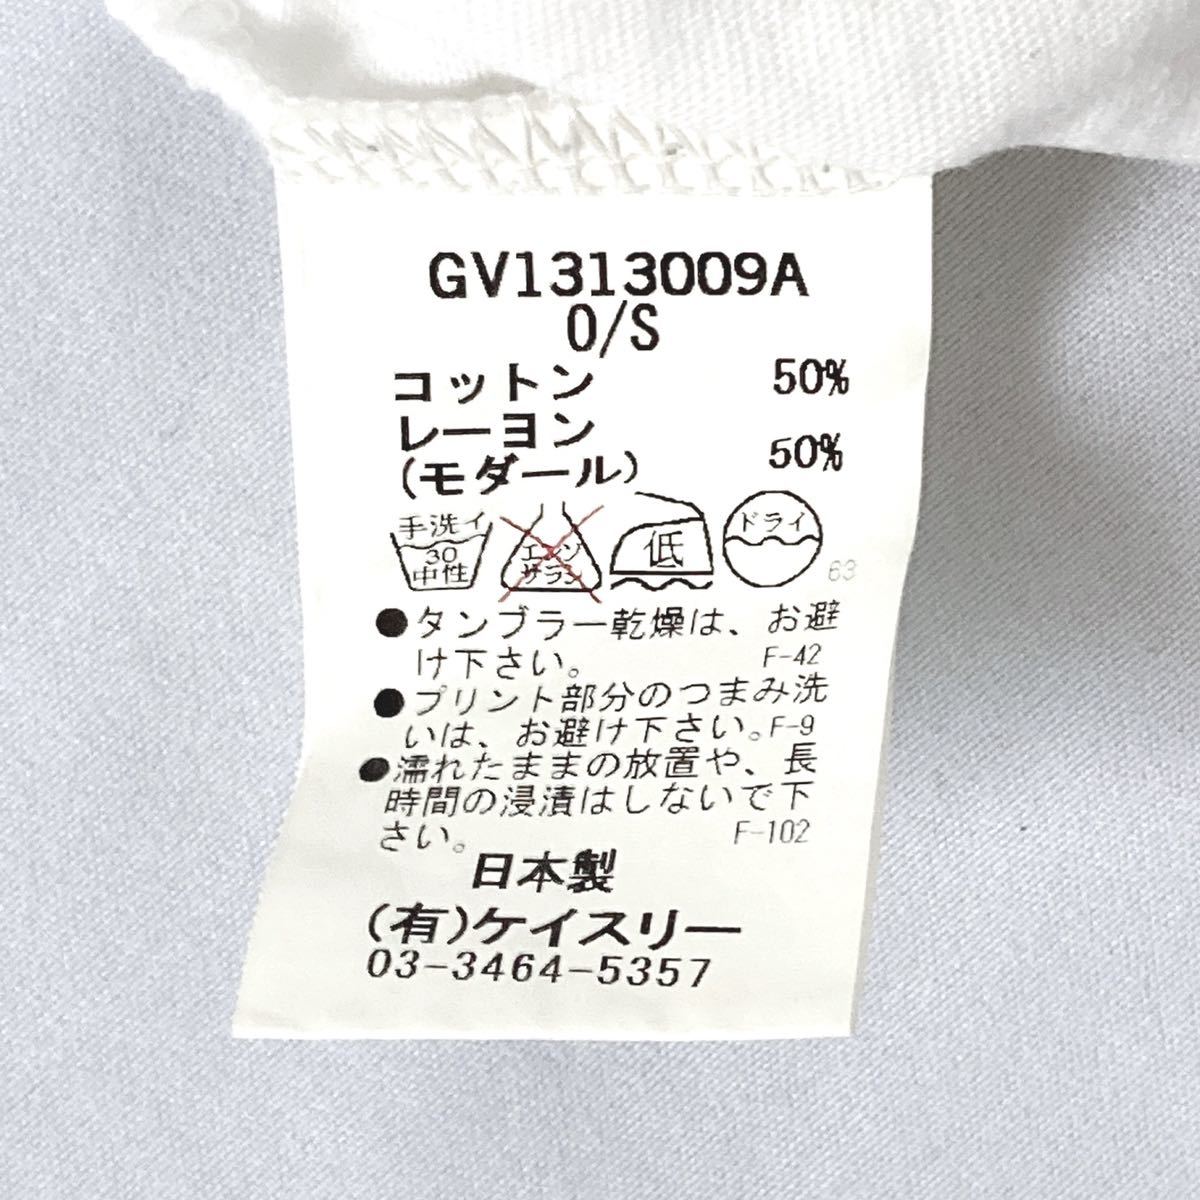 GV1313009A
0/S
コットン 50%
レーヨン
(モダール) 50%
手洗イ
30
中性
エンソ
サラシ
低
ドライ
63
●タンブラー乾燥は、お避
け下さい。 F-42
●プリント部分のつまみ洗
いは、お避け下さい。F-9
●濡れたままの放置や、長
時間の浸漬はしないで下
さい。 F-102
日本製
(有)ケイスリー
03-3464-5357